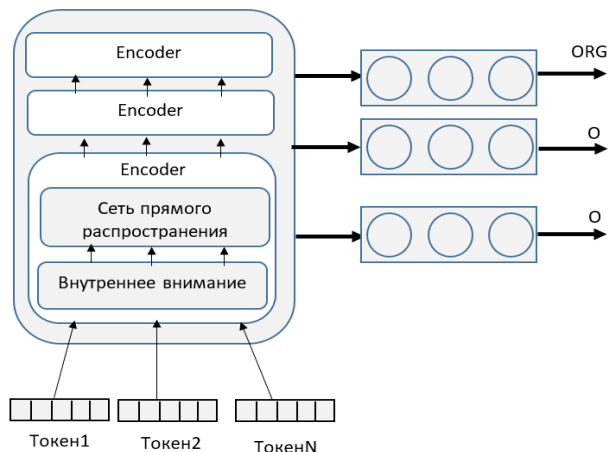 Encoder
Encoder
Encoder
Сеть прямого
распространения
Внутреннее внимание
Токен1
Токен2
ТокенN
ORG
O
O